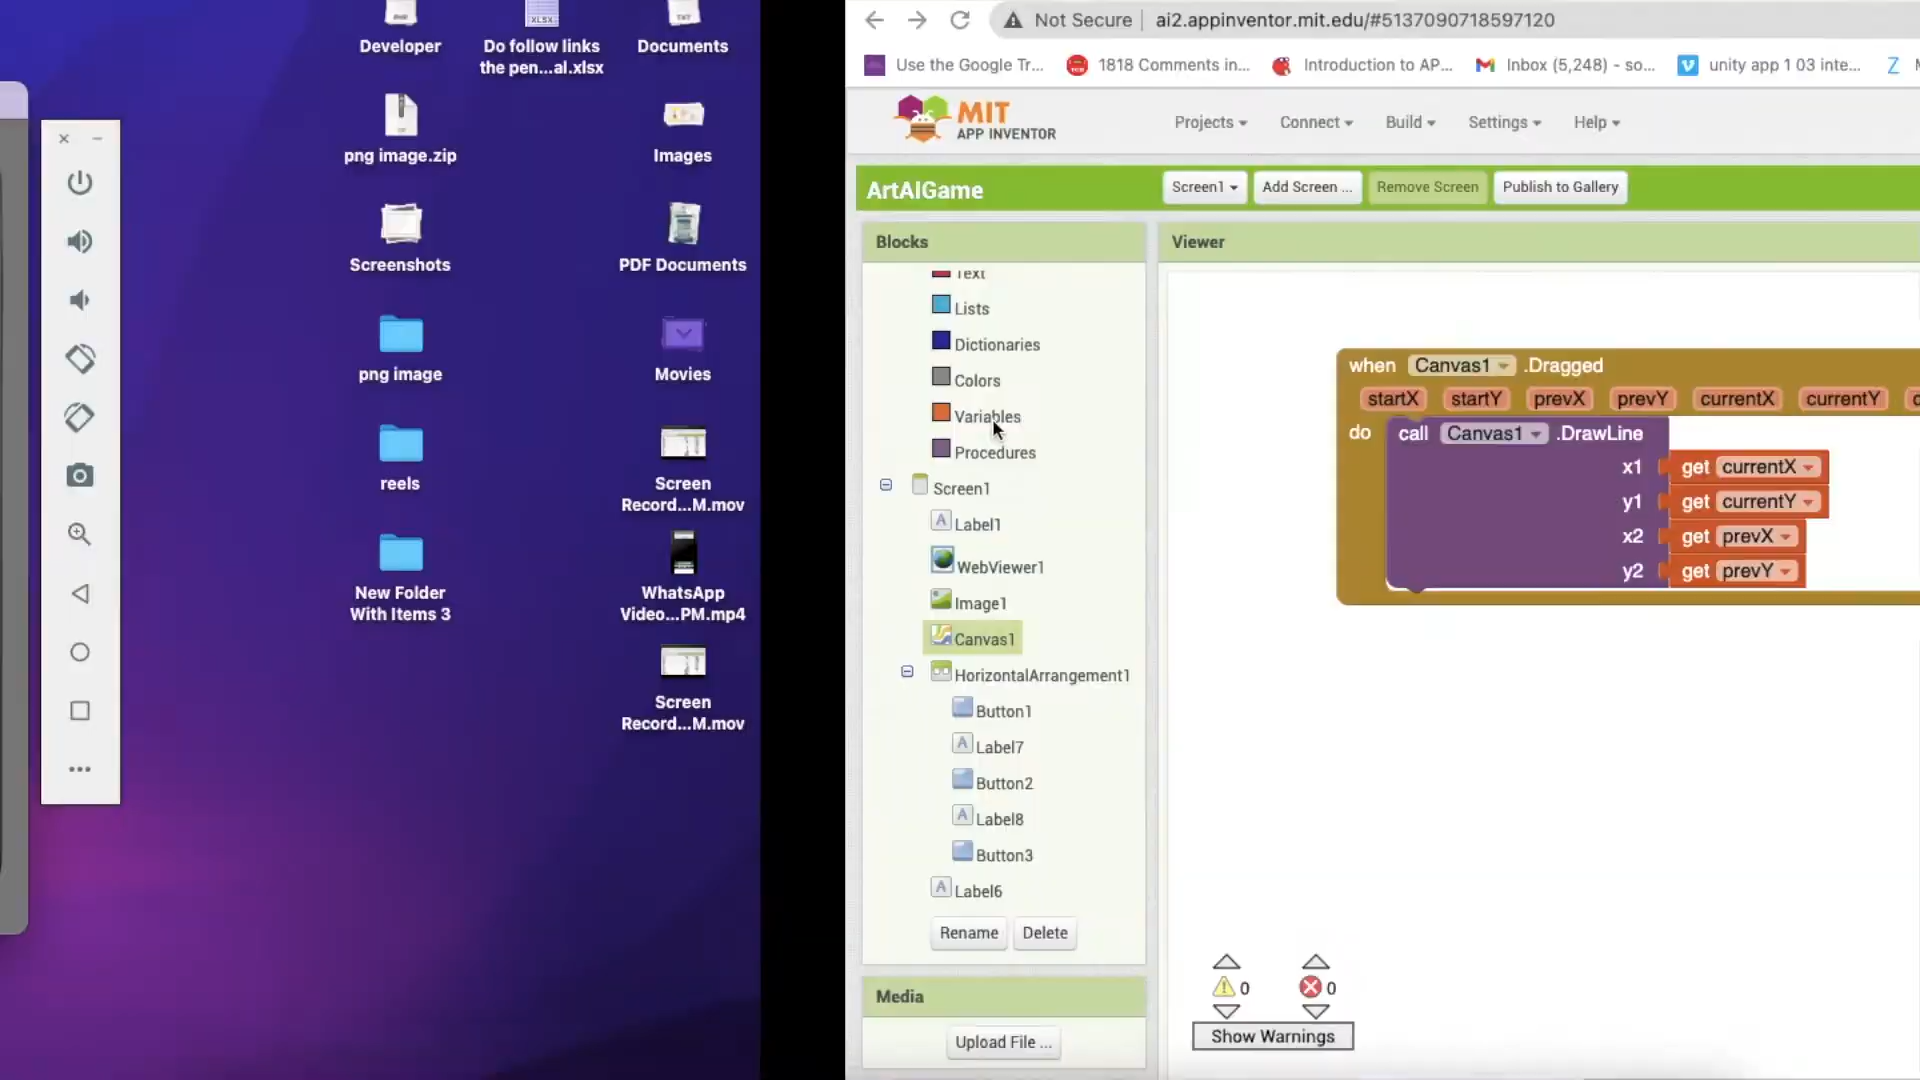 Developer
Do follow links
the pen...al.xlsx
Documents
png image.zip
Images
Screenshots
PDF Documents
png image
Movies
reels
Screen
Record...M.mov
New Folder
With Items 3
WhatsApp
Video...PM.mp4
Screen
Record...M.mov
XLSX
TXT
Not Secure
ai2.appinventor.mit.edu/#5137090718597120
Use the Google Tr...
1818 Comments in...
Introduction to AP...
Inbox (5,248) - so...
unity app 1 03 inte...
MIT
APP INVENTOR
Projects
Connect
Build
Settings
Help
ArtAIGame
Screen1
Add Screen ...
Remove Screen
Publish to Gallery
Blocks
Text
Lists
Dictionaries
Colors
Variables
Procedures
Screen1
A Label1
WebViewer1
Image1
Canvas1
HorizontalArrangement1
Button1
A Label7
Button2
A Label8
Button3
A Label6
Rename
Delete
Media
Upload File ...
Viewer
when Canvas1 .Dragged
startX startY prevX prevY currentX currentY
do call Canvas1 .DrawLine
x1 get currentX
y1 get currentY
x2 get prevX
y2 get prevY
0
0
Show Warnings